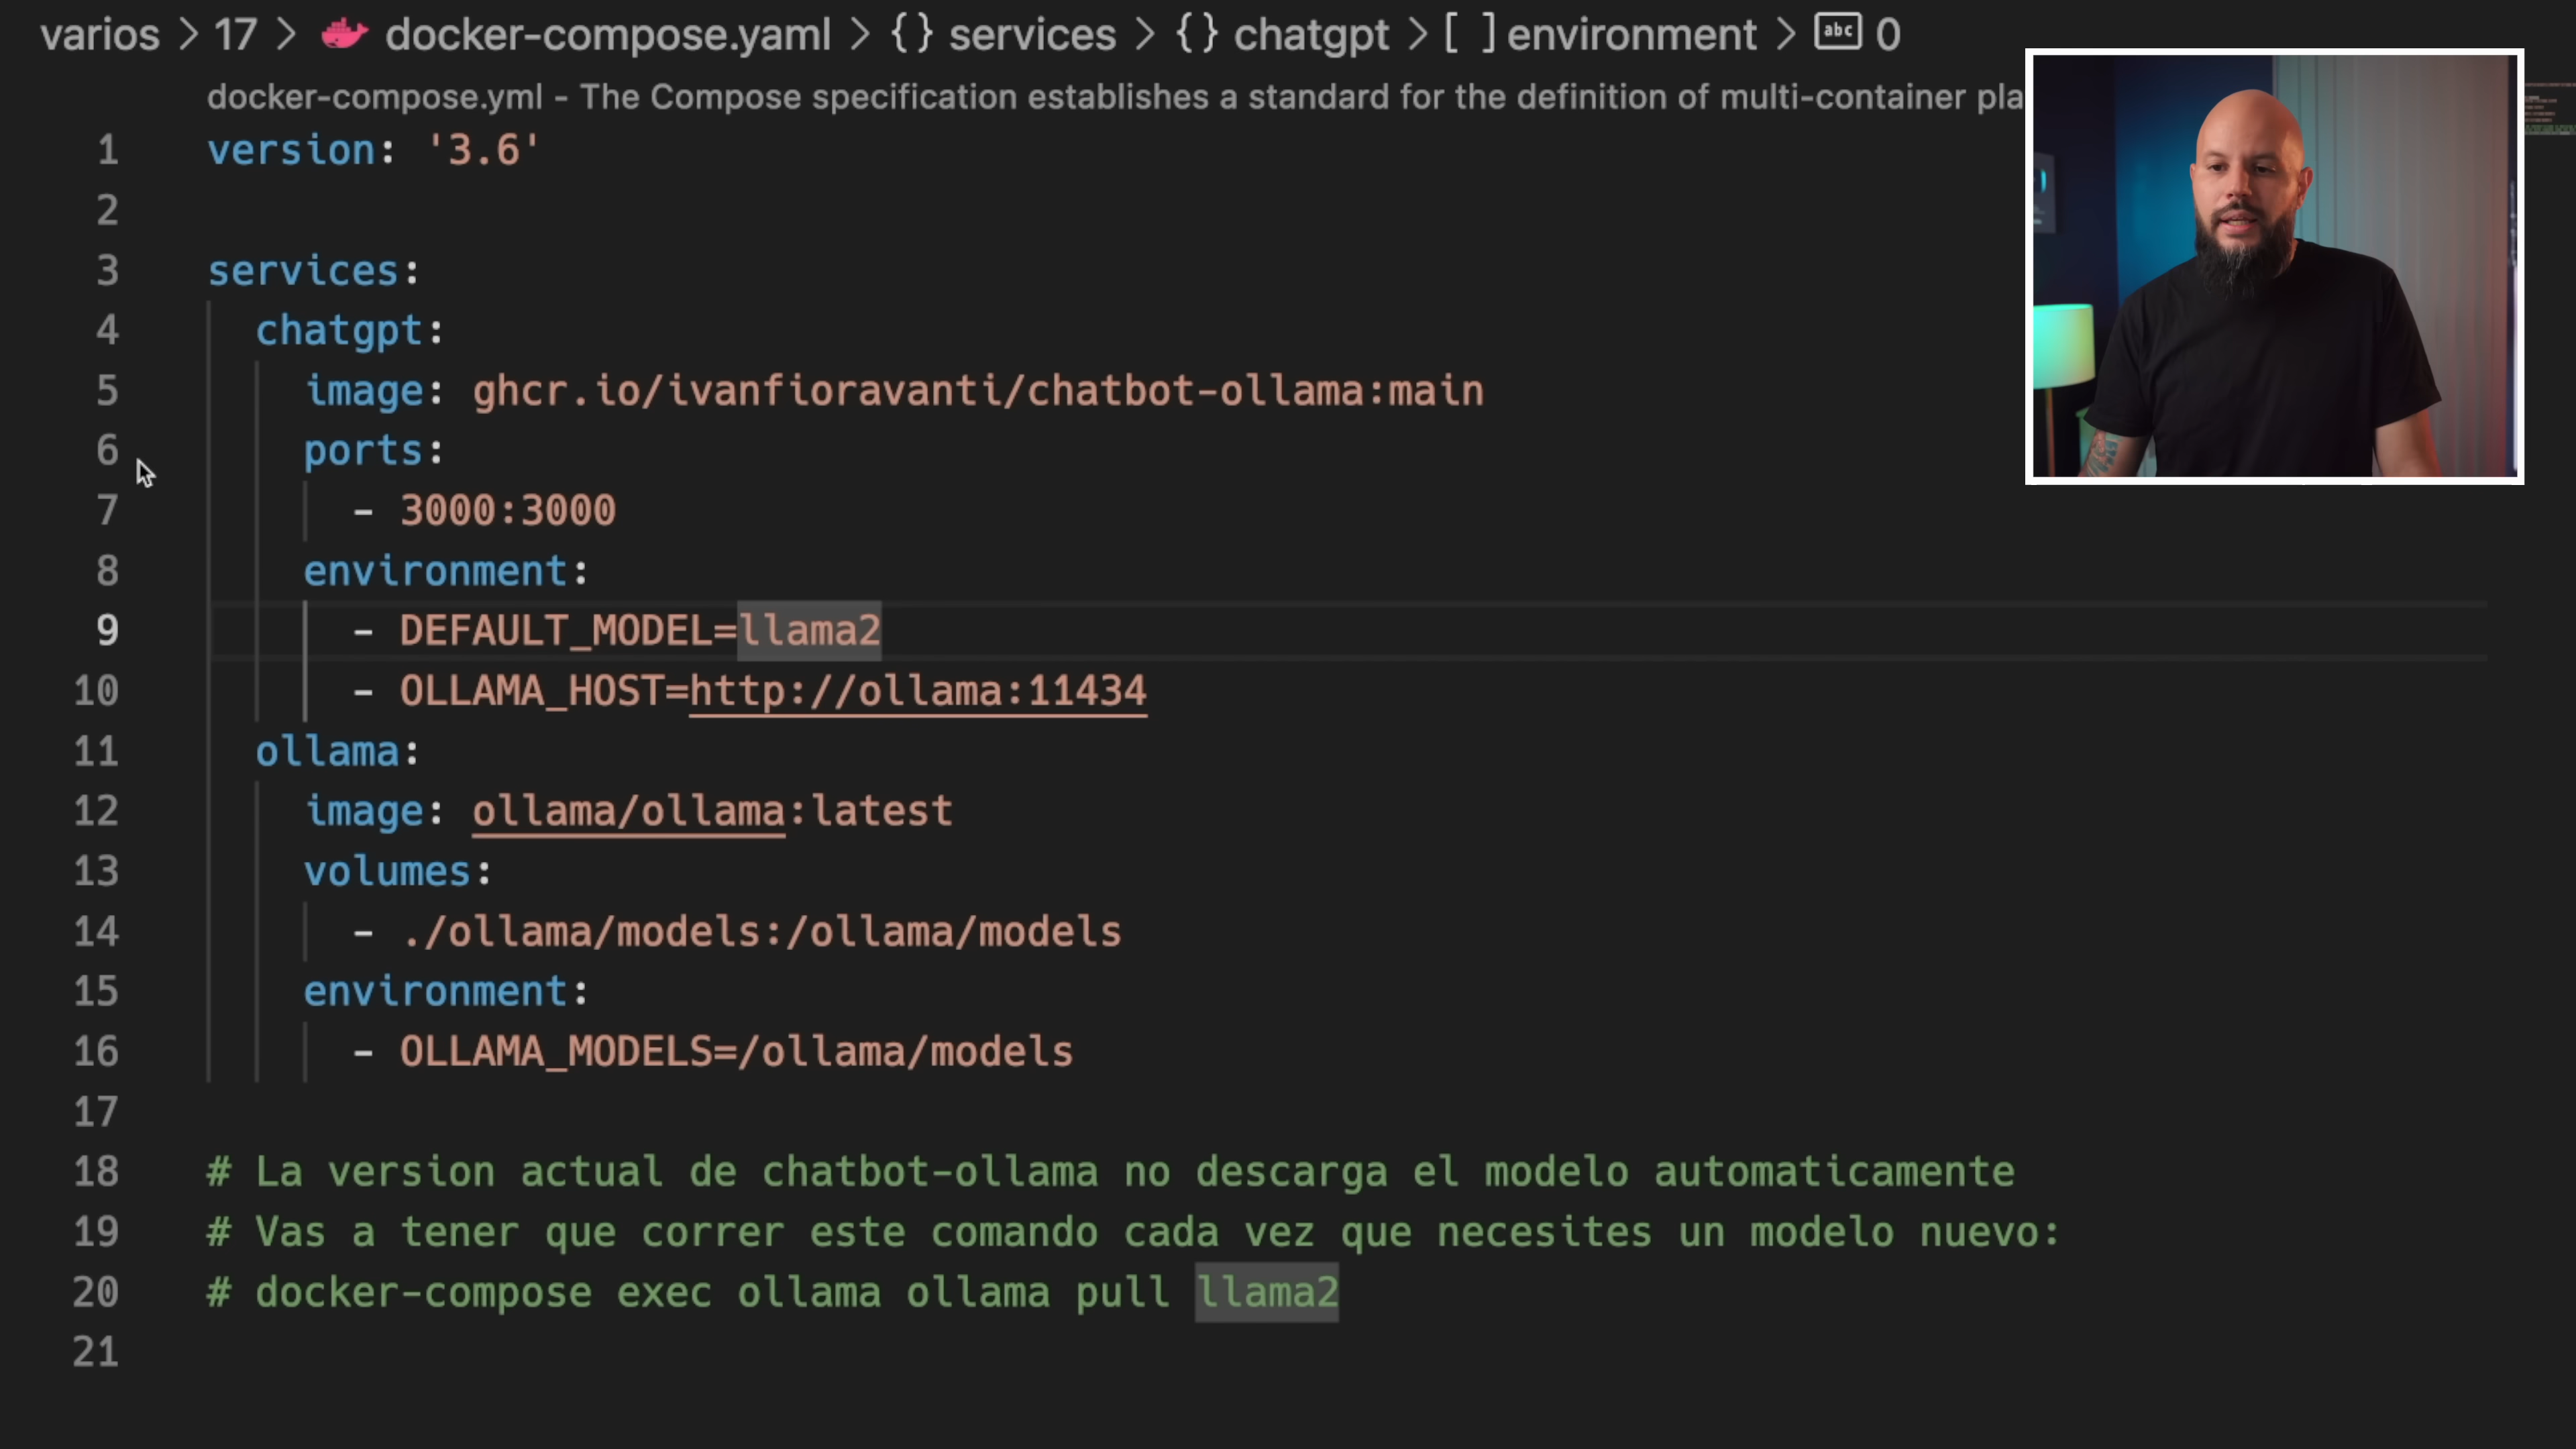 varios > 17 > docker-compose.yaml > {} services > {} chatgpt > [ ] environment > abc 0
docker-compose.yml - The Compose specification establishes a standard for the definition of multi-container pla
1 version: '3.6'
2
3 services:
4 chatgpt:
5 image: ghcr.io/ivanfioravanti/chatbot-ollama:main
6 ports:
7 - 3000:3000
8 environment:
9 - DEFAULT_MODEL=llama2
10 - OLLAMA_HOST=http://ollama:11434
11 ollama:
12 image: ollama/ollama:latest
13 volumes:
14 - ./ollama/models:/ollama/models
15 environment:
16 - OLLAMA_MODELS=/ollama/models
17
18 # La version actual de chatbot-ollama no descarga el modelo automaticamente
19 # Vas a tener que correr este comando cada vez que necesites un modelo nuevo:
20 # docker-compose exec ollama ollama pull llama2
21